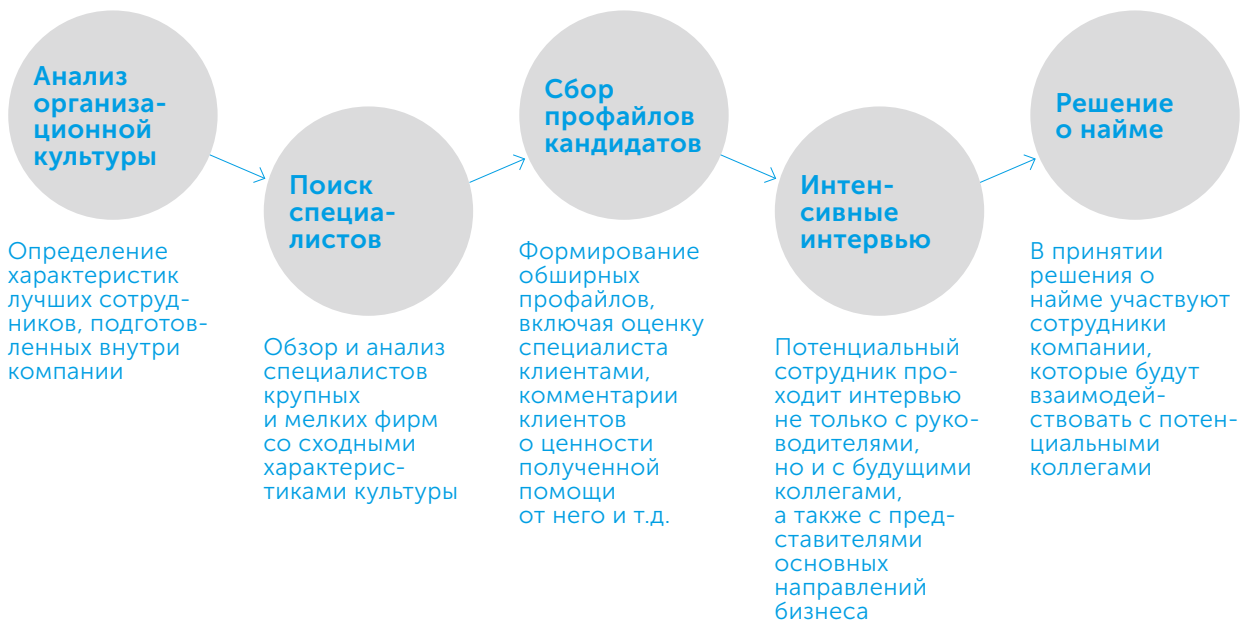 Анализ
организа-
ционной
культуры
Определение
характеристик
лучших сотруд-
ников, подготов-
ленных внутри
компании
Поиск
специа-
листов
Обзор и анализ
специалистов
крупных
и мелких фирм
со сходными
характерис-
тиками культуры
Сбор
профайлов
кандидатов
Формирование
обширных
профайлов,
включая оценку
специалиста
клиентами,
комментарии
клиентов
о ценности
полученной
помощи
от него и т.д.
Интен-
сивные
интервью
Потенциальный
сотрудник про-
ходит интервью
не только с руко-
водителями,
но и с будущими
коллегами,
а также с пред-
ставителями
основных
направлений
бизнеса
Решение
о найме
В принятии
решения о
найме участвуют
сотрудники
компании,
которые будут
взаимодей-
ствовать с потен-
циальными
коллегами